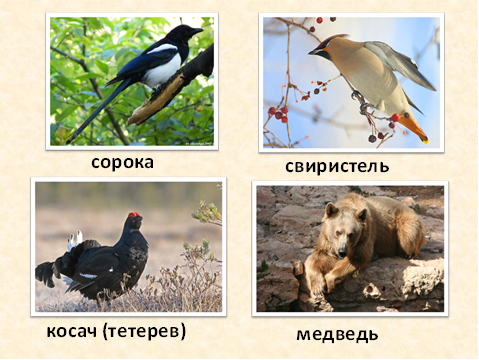 сорока
свиристель
косач (тетерев)
медведь